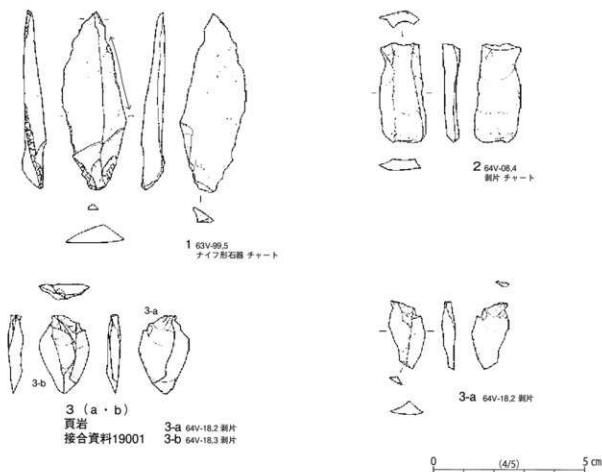 1 63V-99,5
ナイフ形石器 チャート
2 64V-08,4
剥片 チャート
3-a
3-b
3 (a・b)
頁岩
接合資料19001
3-a 64V-18,2 剥片
3-b 64V-18,3 剥片
3-a 64V-18,2 剥片
0 (4/5) 5 cm